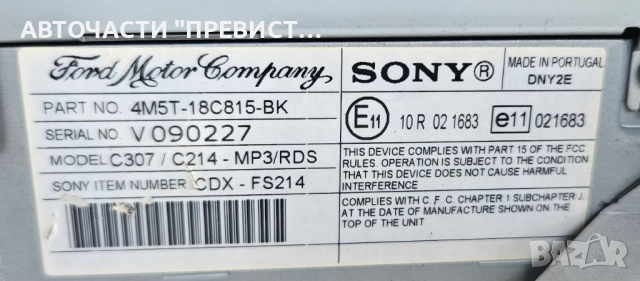 АВТОЧАСТИ "ПРЕВИСТ...
Ford Motor Company
PART NO. 4M5T-18C815-BK
SERIAL NO. V 090227
MODEL C307 / C214 - MP3/RDS
SONY ITEM NUMBER CDX - FS214
SONY®
MADE IN PORTUGAL
DNY2E
E11 10 R 02 1683 e11 021683
THIS DEVICE COMPLIES WITH PART 15 OF THE FCC
RULES. OPERATION IS SUBJECT TO THE CONDITION
THAT THIS DEVICE DOES NOT CAUSE HARMFUL
INTERFERENCE
COMPLIES WITH C.F.C. CHAPTER 1 SUBCHAPTER J.
AT THE DATE OF MANUFACTURE SHOWN ON THE
TOP OF THE UNIT
BAZAR